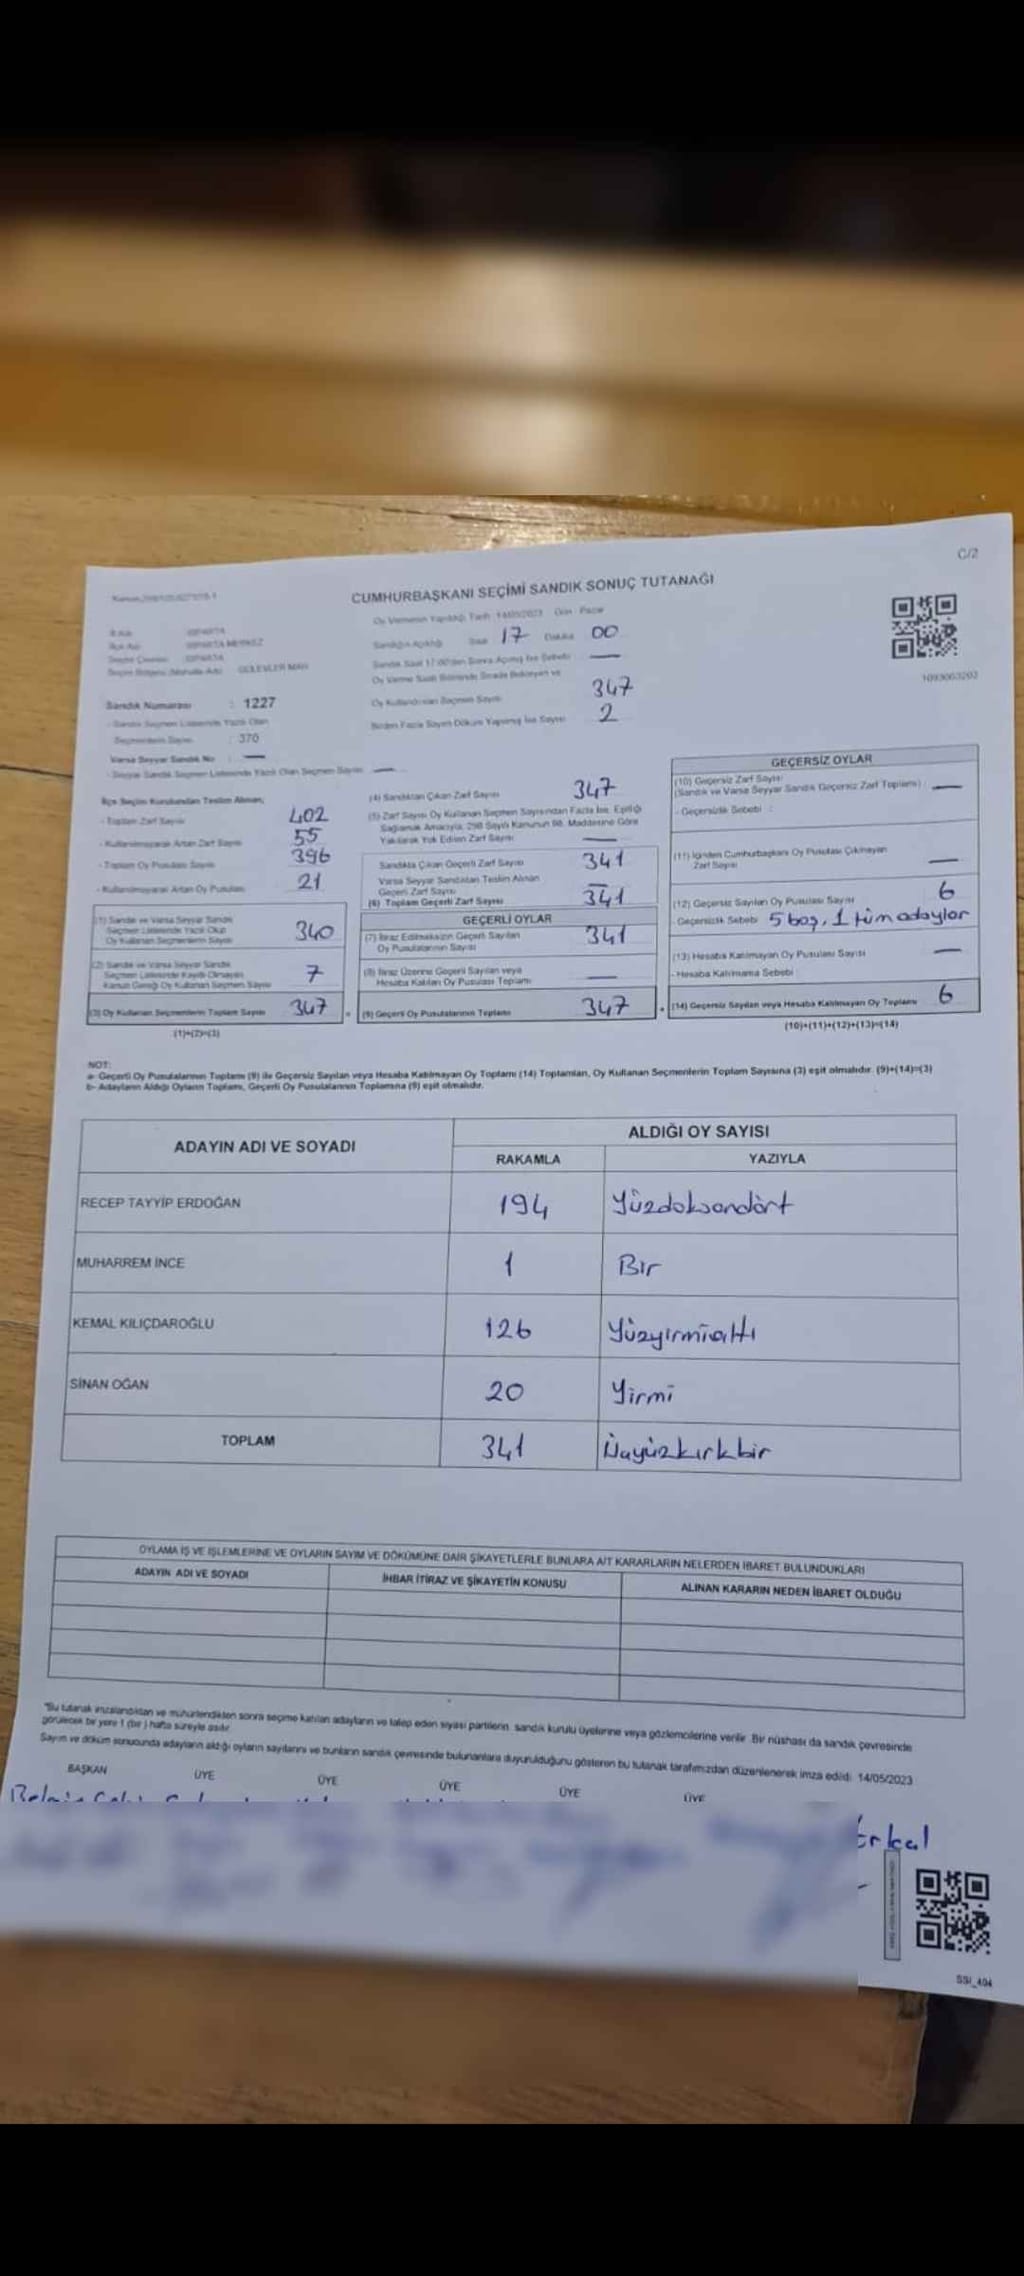 C/2
CUMHURBAŞKANI SEÇİMİ SANDIK SONUÇ TUTANAĞI
Oy Vermenin Yapıldığı Tarih 14/05/2023 Gün Pazar
Sandığın Açıldığı Saat 17 Dakika 00
Sandık Saat 17.00'den Sonra Açılmış İse Sebebi —
Oy Verme Saati Bitiminde Sırada Bekleyen ve
Oy Kullandırılan Seçmen Sayısı 347
Birden Fazla Sayım Döküm Yapılmış İse Sayısı 2
1093003202
İli Adı ISPARTA
İlçe Adı ISPARTA MERKEZ
Seçim Çevresi ISPARTA
GÜLEVLER MAH
Sandık Numarası : 1227
- Sandık Seçmen Listesinde Yazılı Olan
Seçmenlerin Sayısı : 370
Varsa Seyyar Sandık No : —
- Seyyar Sandık Seçmen Listesinde Yazılı Olan Seçmen Sayısı —
İlçe Seçim Kurulundan Teslim Alınan;
- Toplam Zarf Sayısı 402
- Kullanılmayarak Artan Zarf Sayısı 55
- Toplam Oy Pusulası Sayısı 396
- Kullanılmayarak Artan Oy Pusulası 21
(1) Sandık ve Varsa Seyyar Sandık
Seçmen Listesinde Yazılı Olup
Oy Kullanan Seçmenlerin Sayısı 340
(2) Sandık ve Varsa Seyyar Sandık
Seçmen Listesinde Kayıtlı Olmayıp
Kanun Gereği Oy Kullanan Seçmen Sayısı 7
(3) Oy Kullanan Seçmenlerin Toplam Sayısı 347
(1)+(2)=(3)
(4) Sandıktan Çıkan Zarf Sayısı 347
(5) Zarf Sayısı Oy Kullanan Seçmen Sayısından Fazla İse, Eşitliği
Sağlamak Amacıyla, 298 Sayılı Kanunun 98. Maddesine Göre
Yakılarak Yok Edilen Zarf Sayısı —
Sandıkta Çıkan Geçerli Zarf Sayısı 341
Varsa Seyyar Sandıktan Teslim Alınan
Geçerli Zarf Sayısı —
(6) Toplam Geçerli Zarf Sayısı 341
GEÇERLİ OYLAR
(7) İtiraz Edilmeksizin Geçerli Sayılan
Oy Pusulalarının Sayısı 341
(8) İtiraz Üzerine Geçerli Sayılan veya
Hesaba Katılan Oy Pusulası Toplamı —
(9) Geçerli Oy Pusulalarının Toplamı 347
GEÇERSİZ OYLAR
(10) Geçersiz Zarf Sayısı
(Sandık ve Varsa Seyyar Sandık Geçersiz Zarf Toplamı) —
- Geçersizlik Sebebi :
(11) İçinden Cumhurbaşkanı Oy Pusulası Çıkmayan
Zarf Sayısı —
(12) Geçersiz Sayılan Oy Pusulası Sayısı 6
Geçersizlik Sebebi 5 boş, 1 tüm adaylar
(13) Hesaba Katılmayan Oy Pusulası Sayısı —
- Hesaba Katılmama Sebebi
(14) Geçersiz Sayılan veya Hesaba Katılmayan Oy Toplamı 6
(10)+(11)+(12)+(13)=(14)
NOT:
a- Geçerli Oy Pusulalarının Toplamı (9) ile Geçersiz Sayılan veya Hesaba Katılmayan Oy Toplamı (14) Toplamları, Oy Kullanan Seçmenlerin Toplam Sayısına (3) eşit olmalıdır. (9)+(14)=(3)
b- Adayların Aldığı Oyların Toplamı, Geçerli Oy Pusulalarının Toplamına (9) eşit olmalıdır.
ADAYIN ADI VE SOYADI
ALDIĞI OY SAYISI
RAKAMLA YAZIYLA
RECEP TAYYİP ERDOĞAN 194 Yüzdoksandört
MUHARREM İNCE 1 Bir
KEMAL KILIÇDAROĞLU 126 Yüzyirmialtı
SİNAN OĞAN 20 Yirmi
TOPLAM 341 Üçyüzkırkbir
OYLAMA İŞ VE İŞLEMLERİNE VE OYLARIN SAYIM VE DÖKÜMÜNE DAİR ŞİKAYETLERLE BUNLARA AİT KARARLARIN NELERDEN İBARET BULUNDUKLARI
ADAYIN ADI VE SOYADI İHBAR İTİRAZ VE ŞİKAYETİN KONUSU ALINAN KARARIN NEDEN İBARET OLDUĞU
"Bu tutanak imzalandıktan ve mühürlendikten sonra seçime katılan adayların ve talep eden siyasi partilerin sandık kurulu üyelerine veya gözlemcilerine verilir. Bir nüshası da sandık çevresinde
görülecek bir yere 1 (bir) hafta süreyle asılır.
Sayım ve döküm sonucunda adayların aldığı oyların sayılarını ve bunların sandık çevresinde bulunanlara duyurulduğunu gösteren bu tutanak tarafımızdan düzenlenerek imza edildi. 14/05/2023
BAŞKAN ÜYE ÜYE ÜYE ÜYE ÜYE
SSI_404